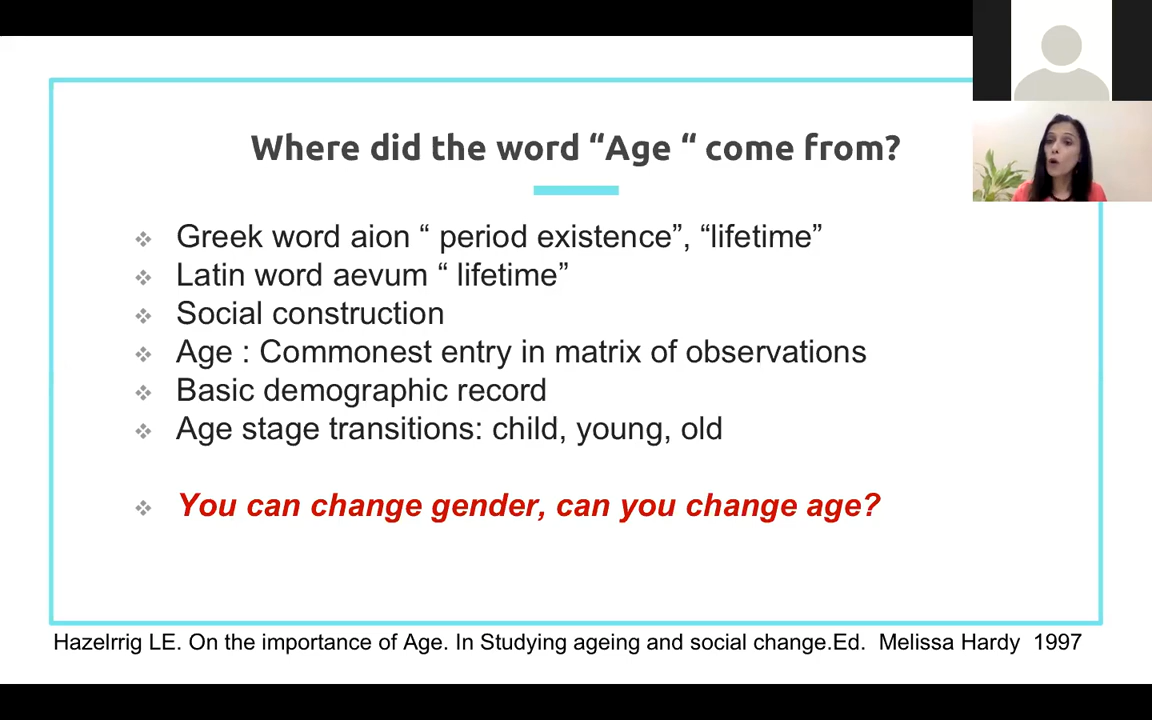 Where did the word “Age “ come from?
Greek word aion “ period existence”, “lifetime”
Latin word aevum “ lifetime”
Social construction
Age : Commonest entry in matrix of observations
Basic demographic record
Age stage transitions: child, young, old
You can change gender, can you change age?
Hazelrrig LE. On the importance of Age. In Studying ageing and social change.Ed. Melissa Hardy 1997